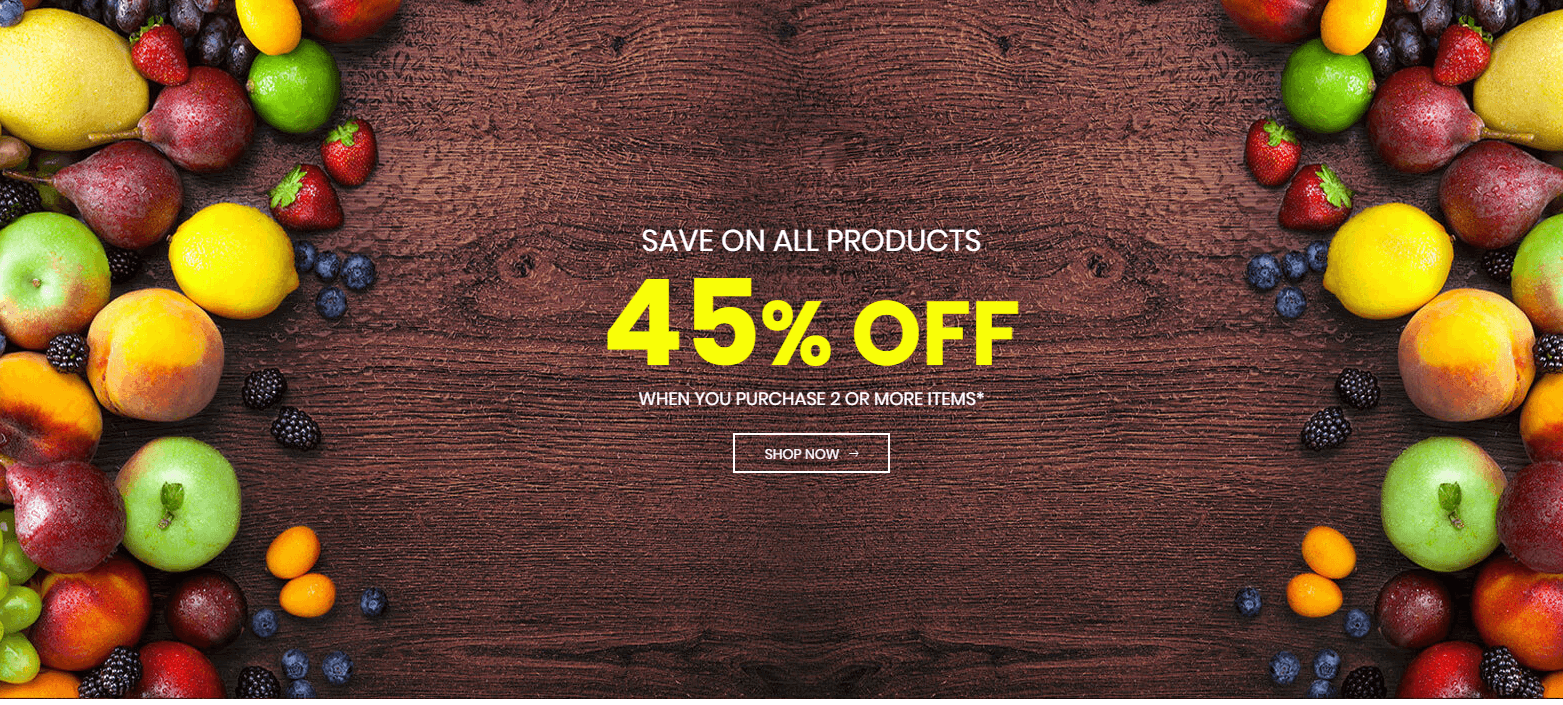 SAVE ON ALL PRODUCTS
45% OFF
WHEN YOU PURCHASE 2 OR MORE ITEMS*
SHOP NOW →